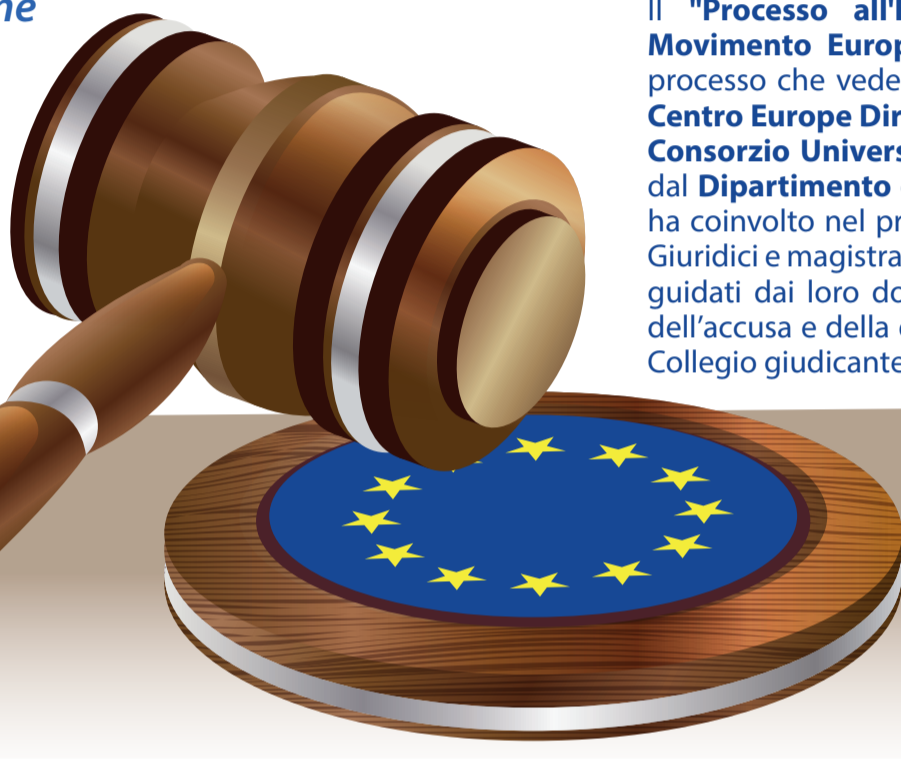 ne
Il "Processo all'
Movimento Europ
processo che vede
Centro Europe Dir
Consorzio Univers
dal Dipartimento
ha coinvolto nel pr
Giuridici e magistra
guidati dai loro do
dell'accusa e della
Collegio giudicante